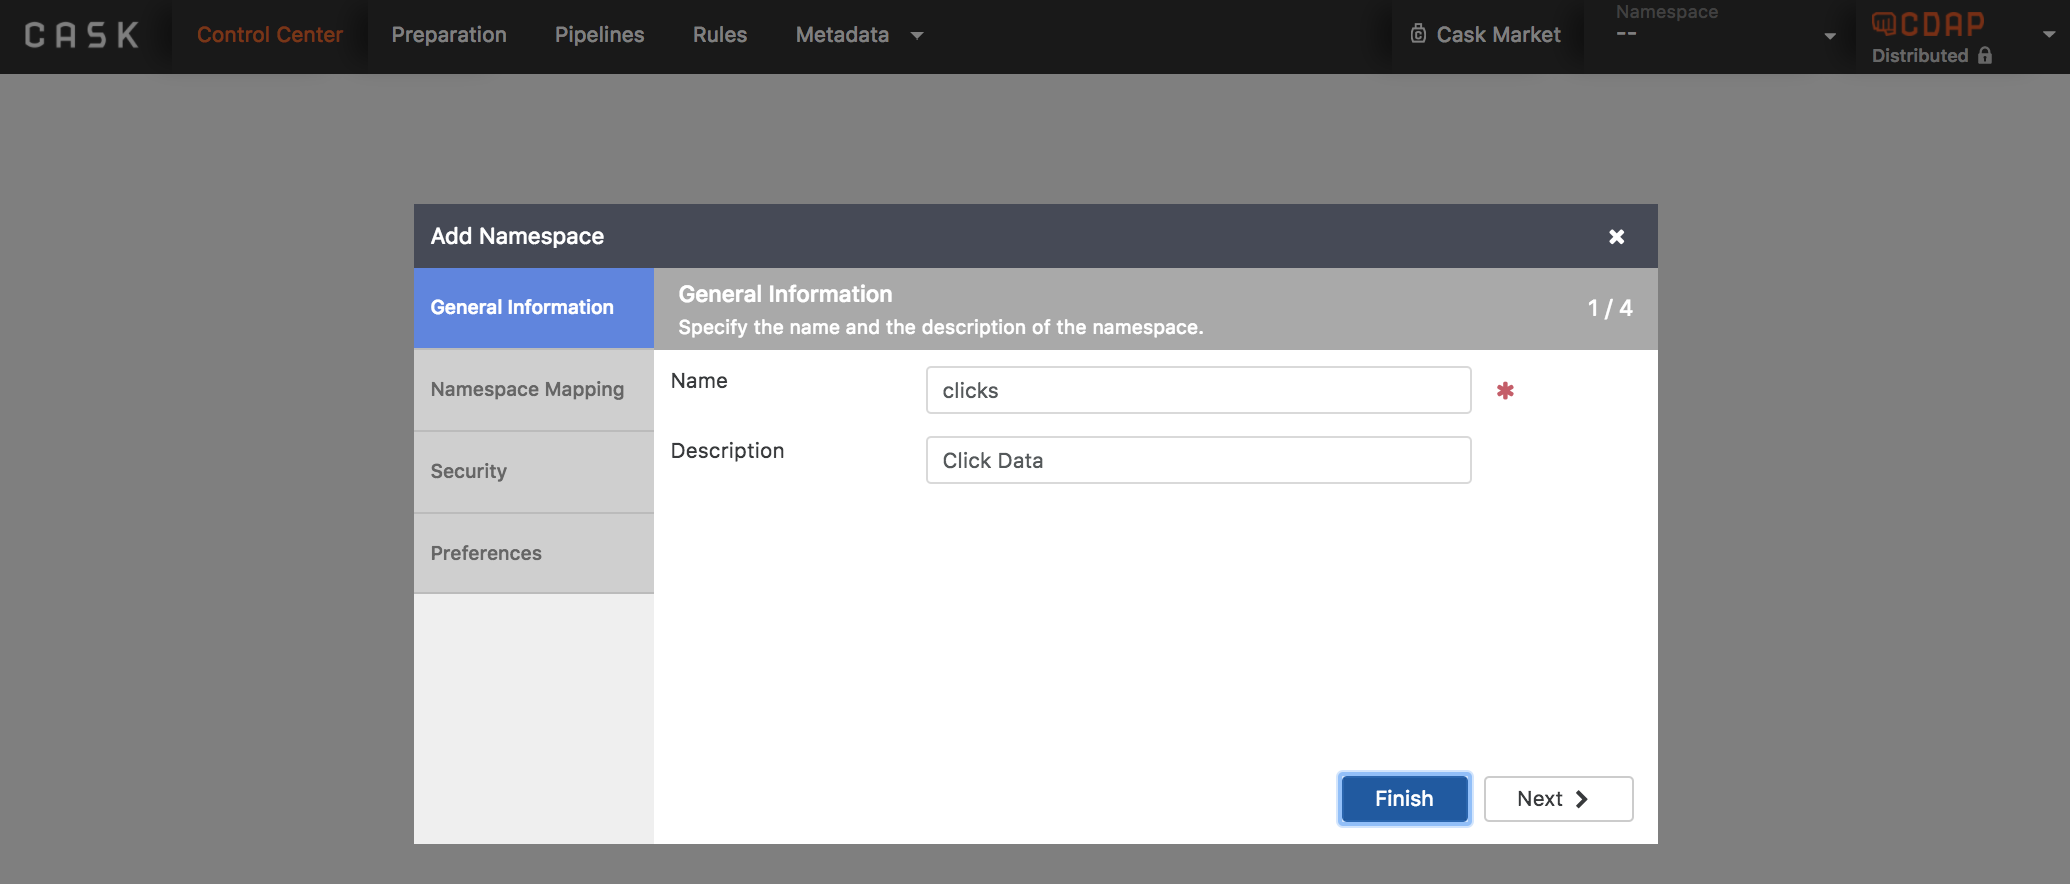 CASK
Control Center
Preparation
Pipelines
Rules
Metadata
Cask Market
Namespace
--
CDAP
Distributed
Add Namespace
General Information
Namespace Mapping
Security
Preferences
General Information
Specify the name and the description of the namespace.
1 / 4
Name
clicks
*
Description
Click Data
Finish
Next